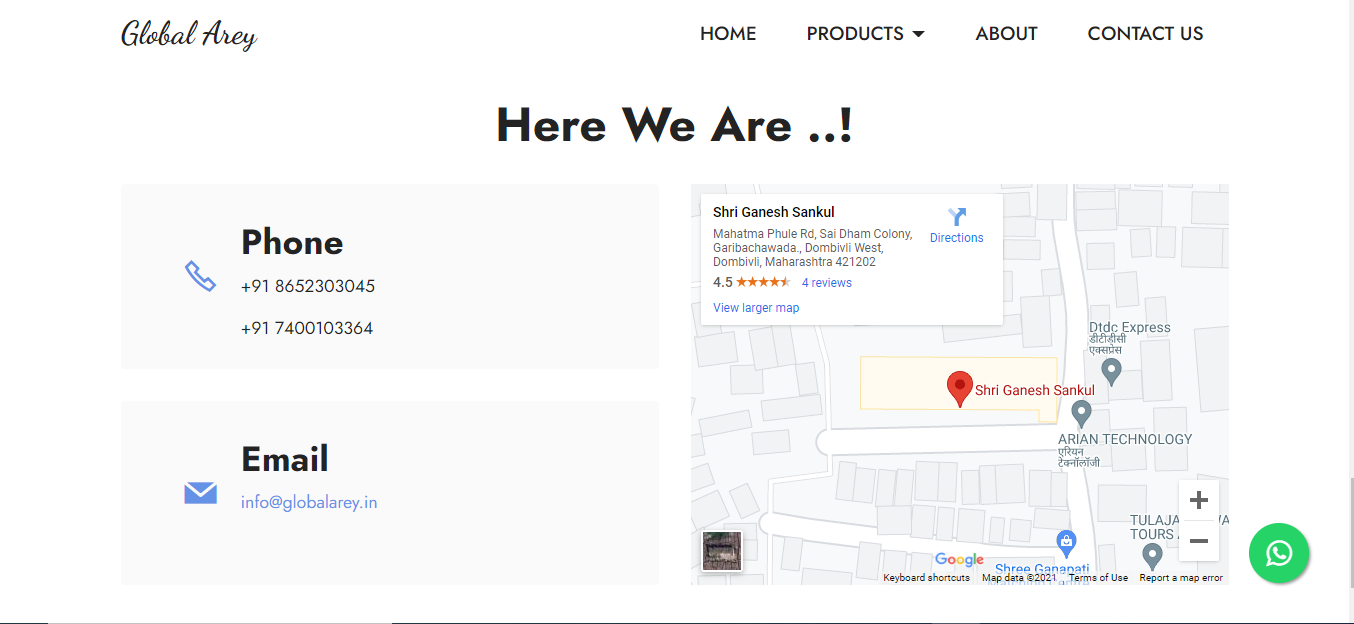 Global Arey
HOME
PRODUCTS
ABOUT
CONTACT US
Here We Are ..!
Phone
+91 8652303045
+91 7400103364
Email
info@globalarey.in
Shri Ganesh Sankul
Mahatma Phule Rd, Sai Dham Colony,
Garibachawada., Dombivli West,
Dombivli, Maharashtra 421202
Directions
4.5
4 reviews
View larger map
Dtdc Express
डीटीडीसी
एक्सप्रेस
Shri Ganesh Sankul
ARIAN TECHNOLOGY
एरियन
टेक्नॉलॉजी
TULAJA
TOURS
Shree Ganapati
Google
Keyboard shortcuts
Map data ©2021
Terms of Use
Report a map error